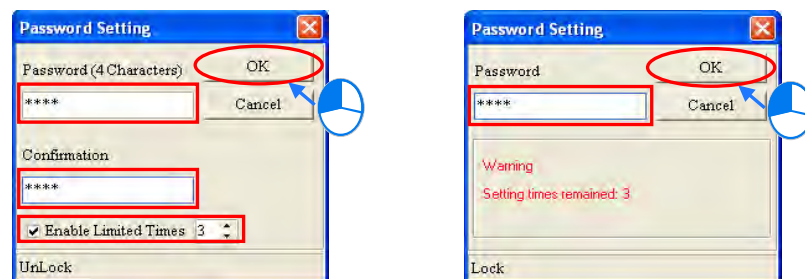 Password Setting
Password (4 Characters)
OK
****
Cancel
Confirmation
****
Enable Limited Times 3
UnLock
Password Setting
Password
OK
****
Cancel
Warning
Setting times remained: 3
Lock